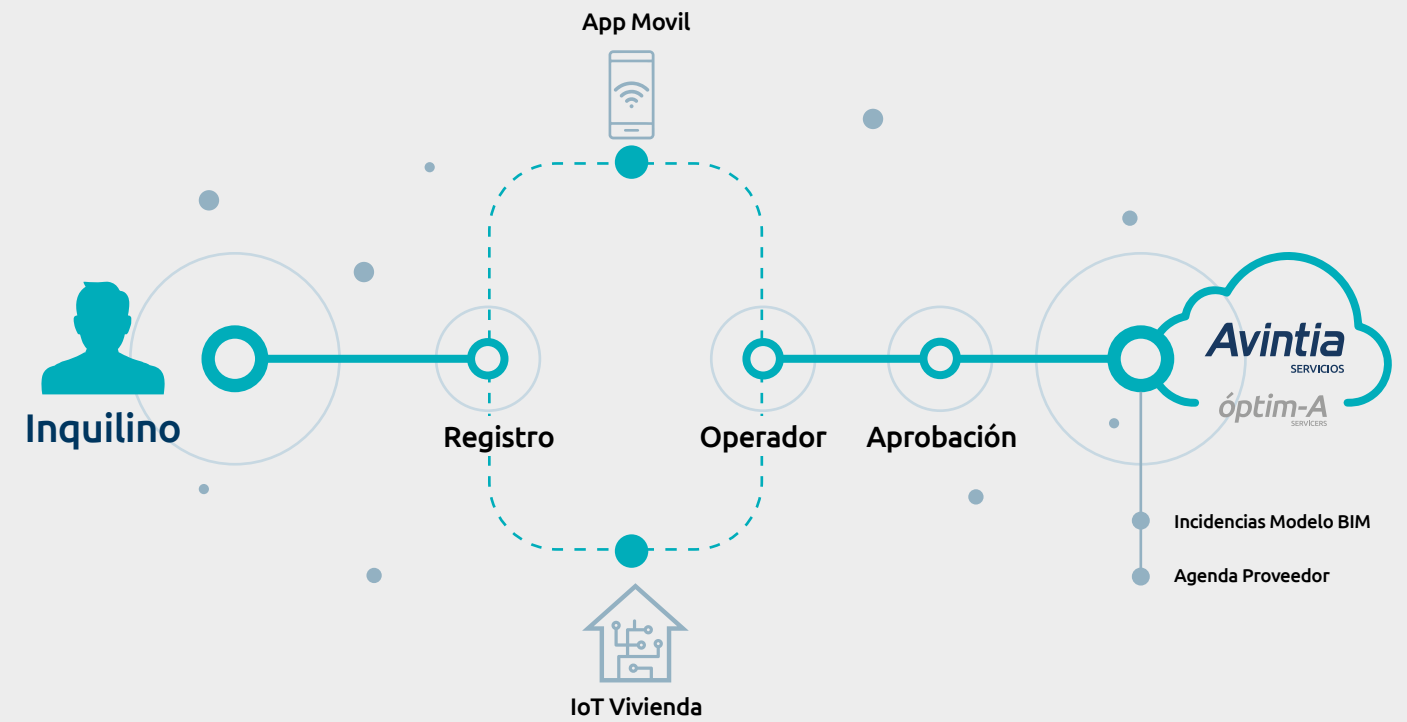 App Movil
Inquilino
Registro
Operador
Aprobación
Avintia
SERVICIOS
óptim-A
SERVICERS
Incidencias Modelo BIM
Agenda Proveedor
IoT Vivienda